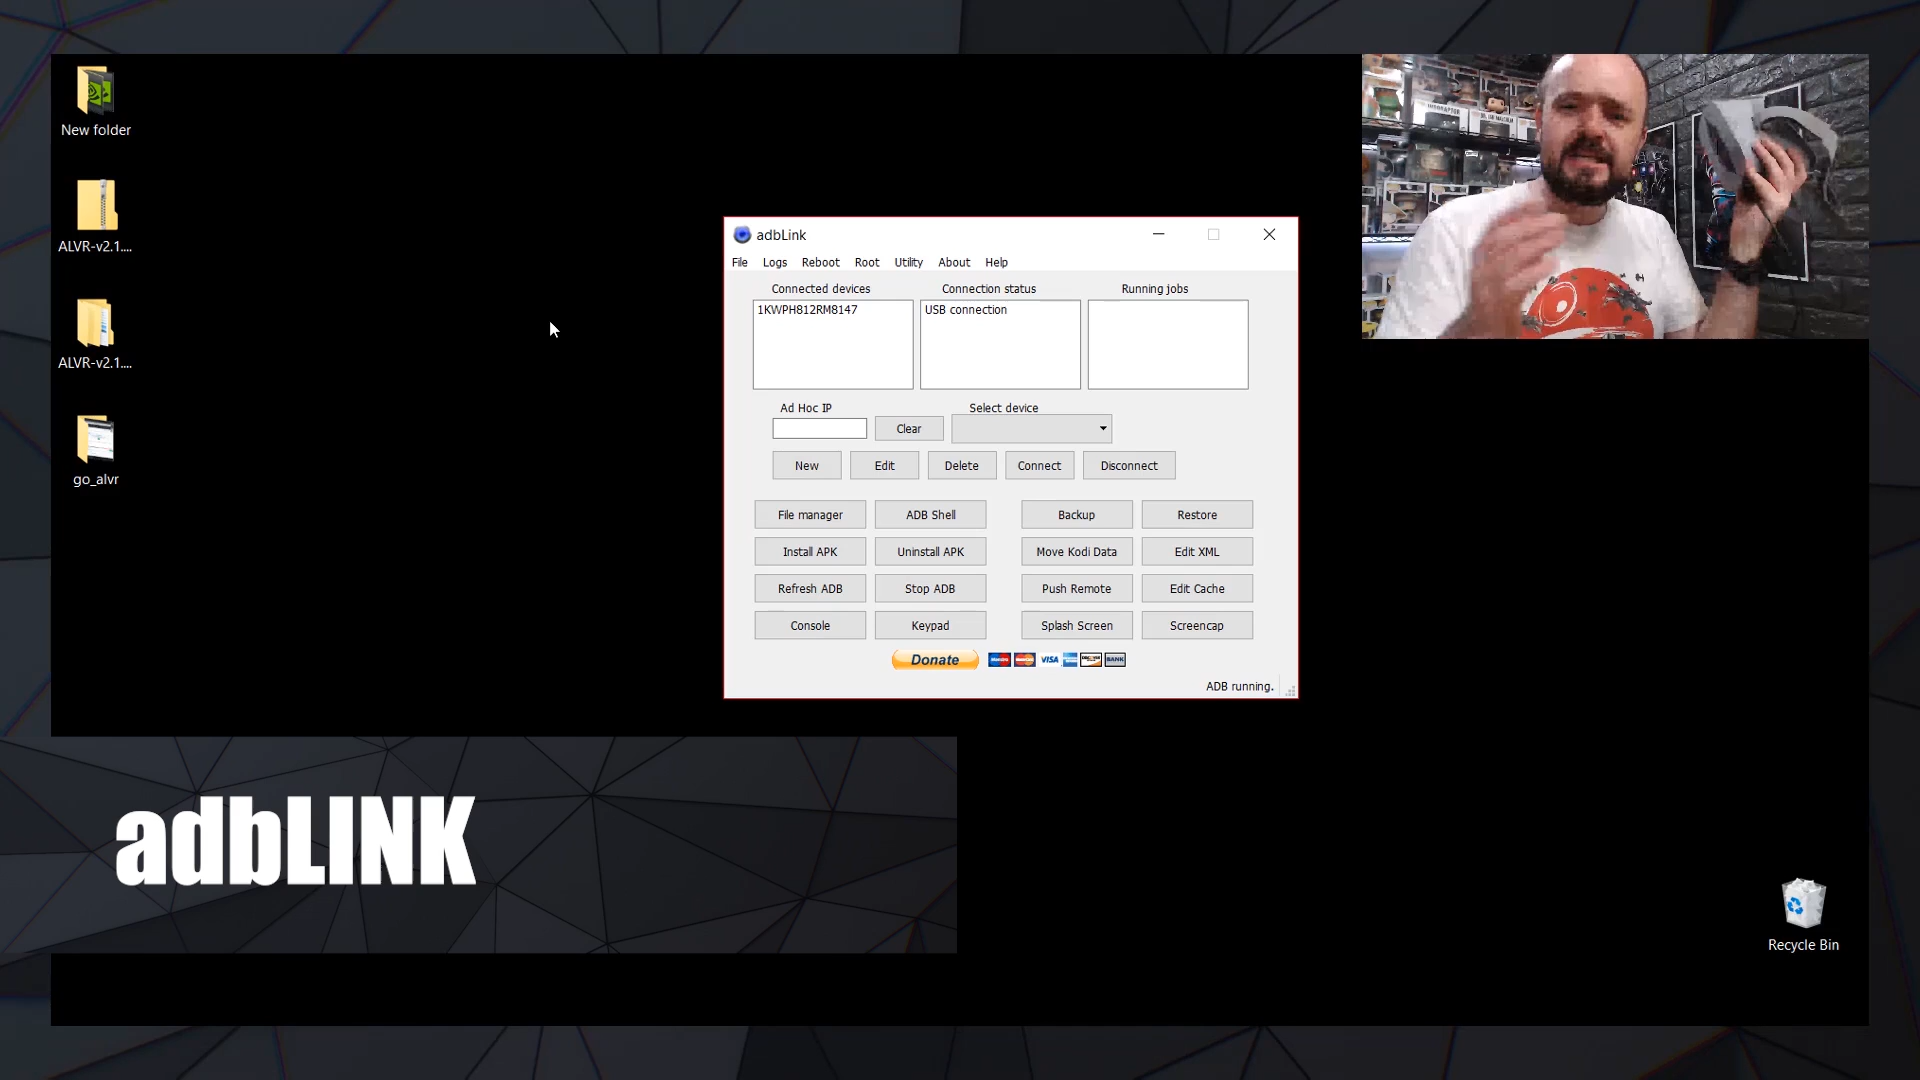 New folder
ALVR-v2.1....
ALVR-v2.1....
go_alvr
adbLink
File Logs Reboot Root Utility About Help
Connected devices Connection status Running jobs
1KWPH812RM8147 USB connection
Ad Hoc IP Select device
Clear
New Edit Delete Connect Disconnect
File manager ADB Shell Backup Restore
Install APK Uninstall APK Move Kodi Data Edit XML
Refresh ADB Stop ADB Push Remote Edit Cache
Console Keypad Splash Screen Screencap
Donate VISA BANK
ADB running.
adbLINK
Recycle Bin